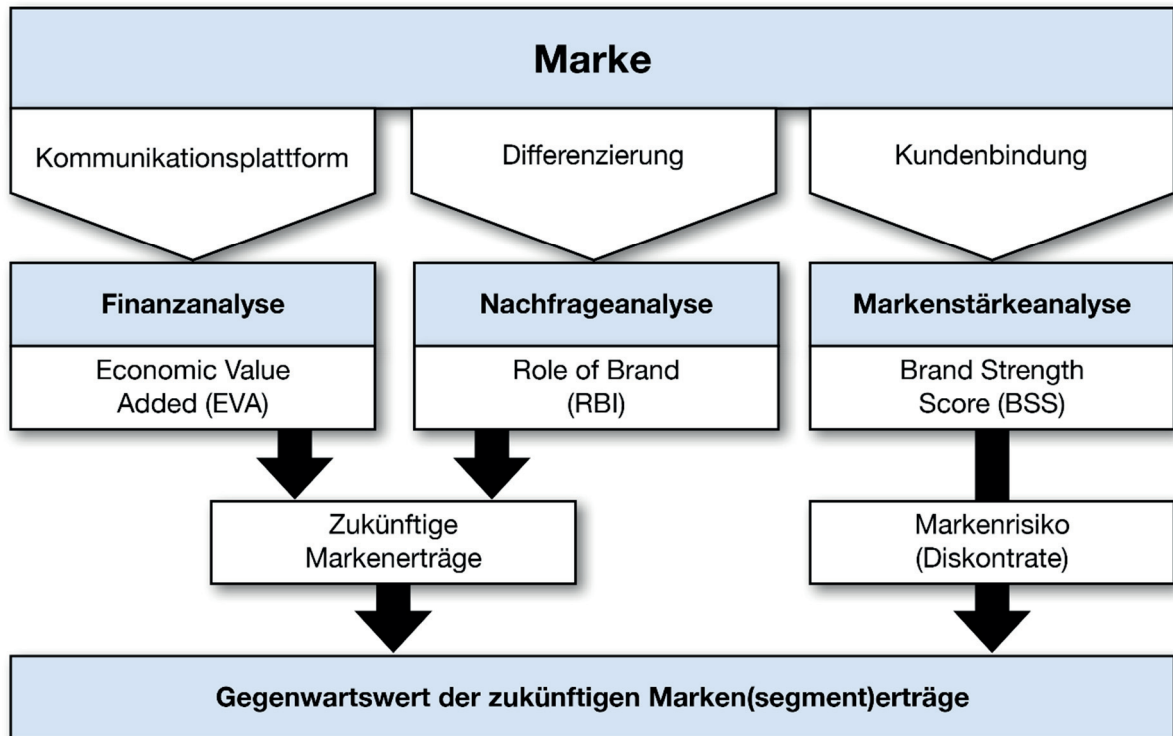 Marke
Kommunikationsplattform
Differenzierung
Kundenbindung
Finanzanalyse
Nachfrageanalyse
Markenstärkeanalyse
Economic Value
Added (EVA)
Role of Brand
(RBI)
Brand Strength
Score (BSS)
Zukünftige
Markenerträge
Markenrisiko
(Diskontrate)
Gegenwartswert der zukünftigen Marken(segment)erträge